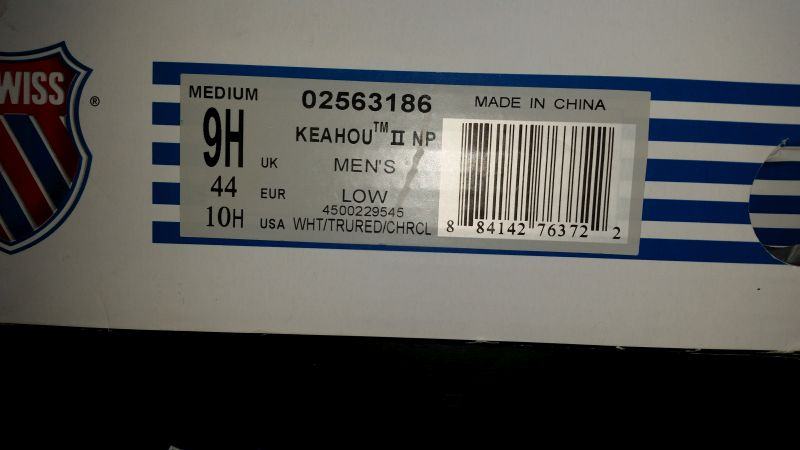 WISS ®
MEDIUM 02563186 MADE IN CHINA
9H UK KEAHOU™ II NP
MEN'S
44 EUR LOW
4500229545
10H USA WHT/TRURED/CHRCL
8 84142 76372 2